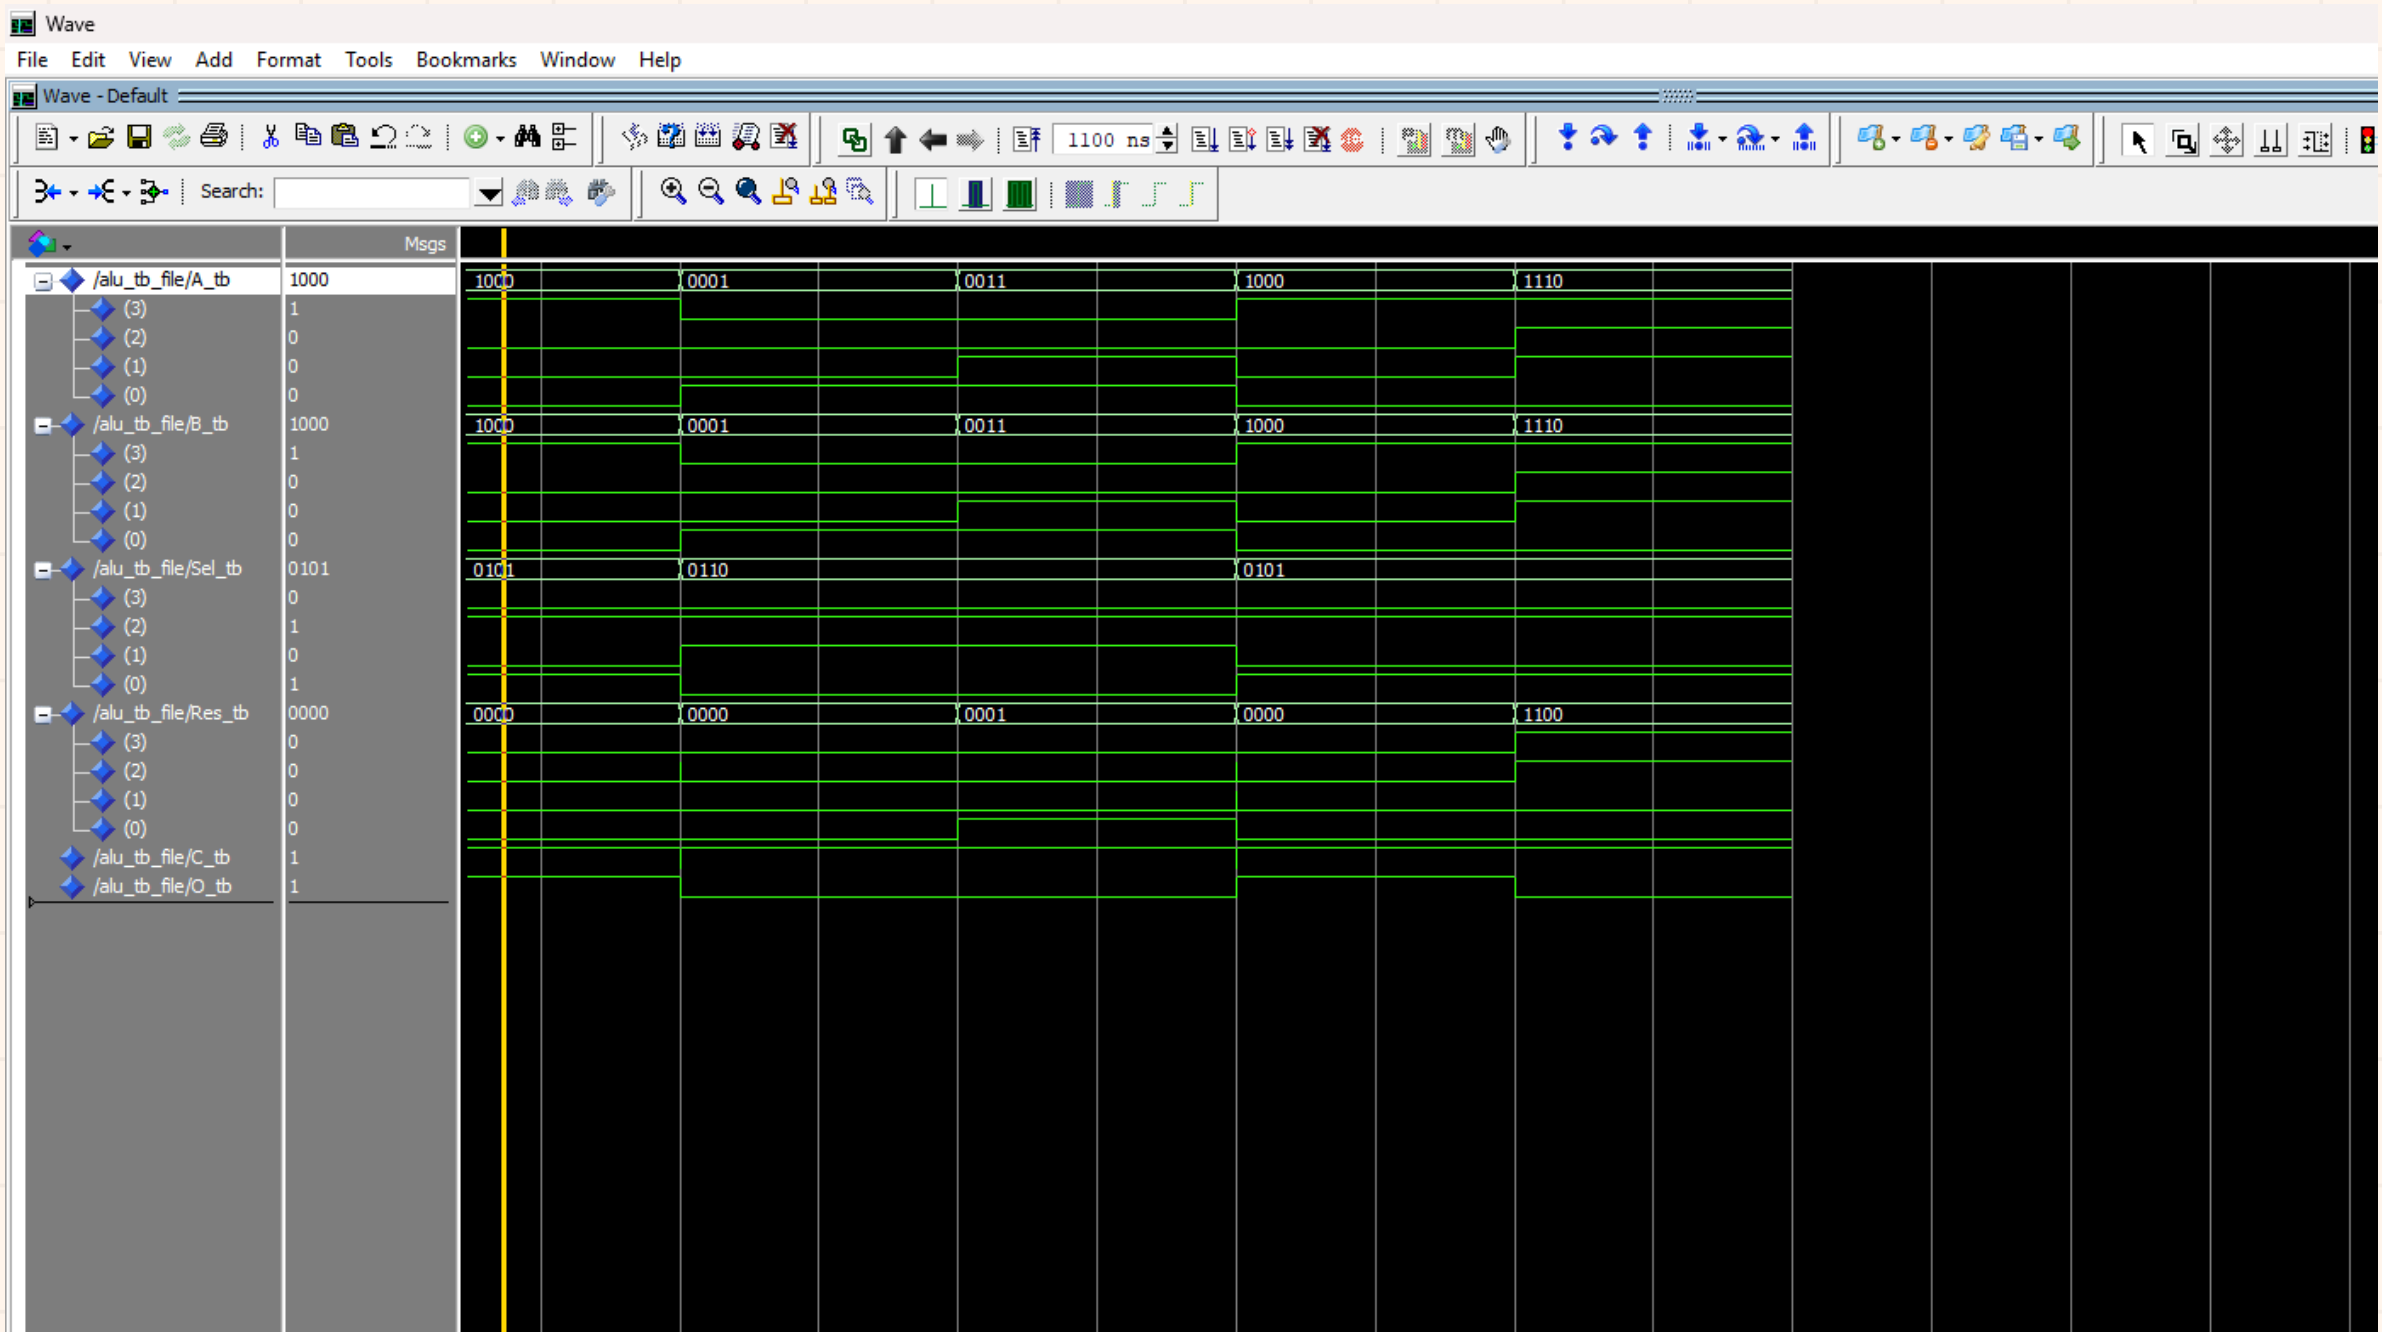 Wave
File Edit View Add Format Tools Bookmarks Window Help
Wave - Default
1100 ns
Search:
Msgs
/alu_tb_file/A_tb 1000 1000 0001 0011 1000 1110
(3) 1
(2) 0
(1) 0
(0) 0
/alu_tb_file/B_tb 1000 1000 0001 0011 1000 1110
(3) 1
(2) 0
(1) 0
(0) 0
/alu_tb_file/Sel_tb 0101 0101 0110 0101
(3) 0
(2) 1
(1) 0
(0) 1
/alu_tb_file/Res_tb 0000 0000 0000 0001 0000 1100
(3) 0
(2) 0
(1) 0
(0) 0
/alu_tb_file/C_tb 1
/alu_tb_file/O_tb 1